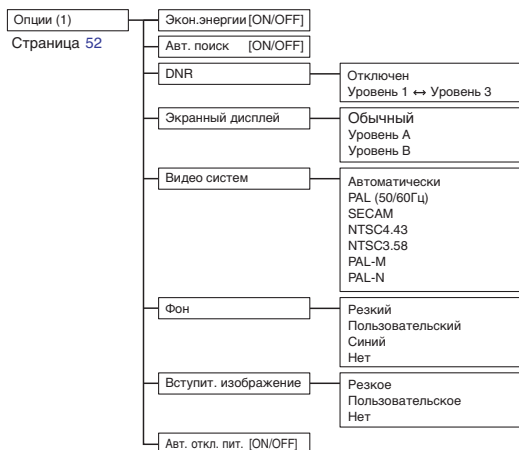 Опции (1)
Страница 52
Экон.энергии [ON/OFF]
Авт. поиск [ON/OFF]
DNR
Отключен
Уровень 1 ↔ Уровень 3
Экранный дисплей
Обычный
Уровень A
Уровень B
Видео систем
Автоматически
PAL (50/60Гц)
SECAM
NTSC4.43
NTSC3.58
PAL-M
PAL-N
Фон
Резкий
Пользовательский
Синий
Нет
Вступит. изображение
Резкое
Пользовательское
Нет
Авт. откл. пит. [ON/OFF]